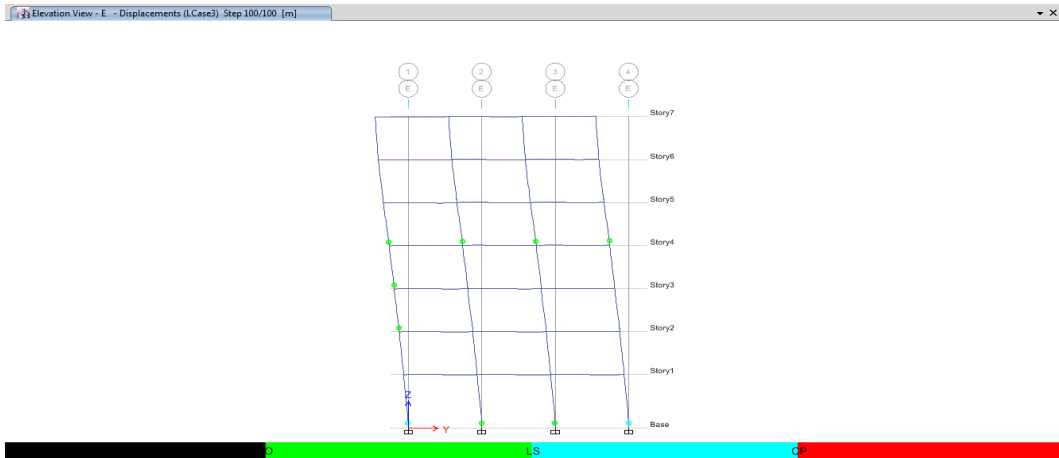 Elevation View - E - Displacements (LCase3) Step 100/100 [m]
1 2 3 4
E E E E
Story7
Story6
Story5
Story4
Story3
Story2
Story1
Z
Y
Base
O LS CP